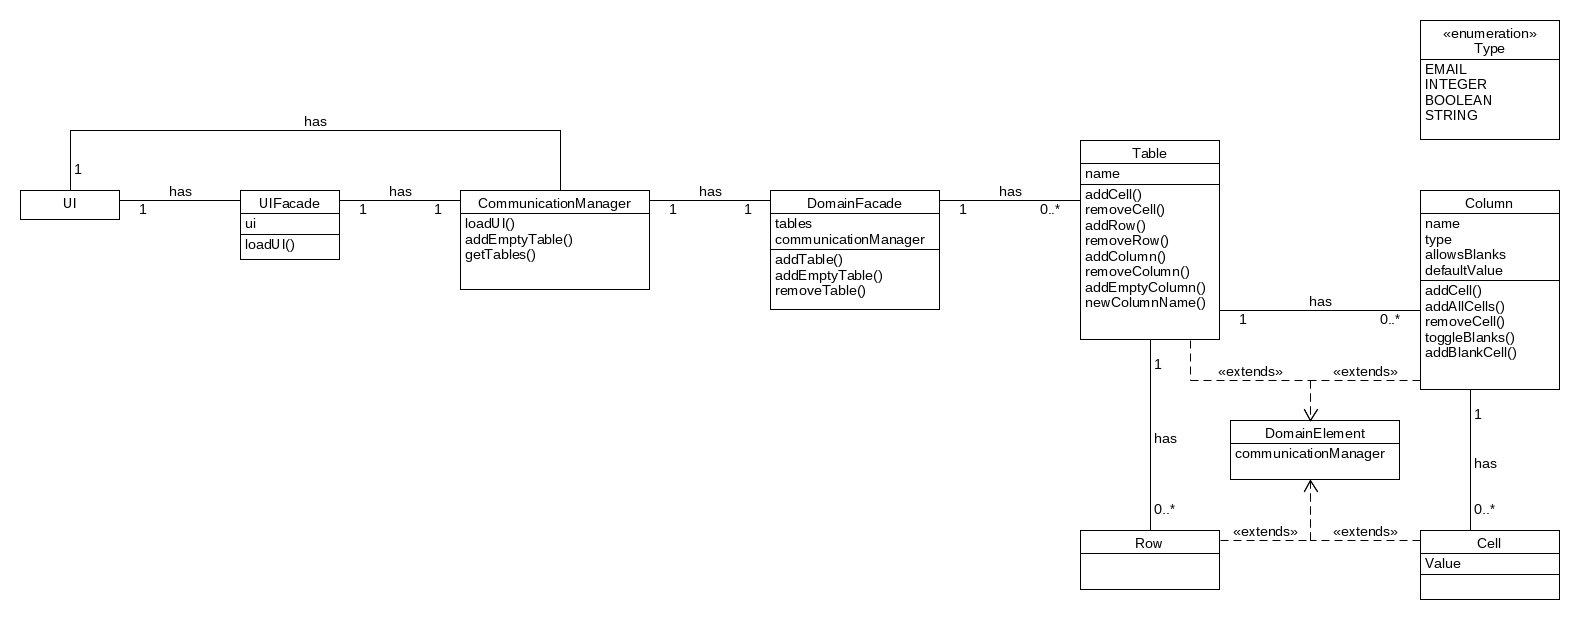 «enumeration»
Type
EMAIL
INTEGER
BOOLEAN
STRING
has
1
UI
has
1
UIFacade
ui
loadUI()
has
1
1
CommunicationManager
loadUI()
addEmptyTable()
getTables()
has
1
1
DomainFacade
tables
communicationManager
addTable()
addEmptyTable()
removeTable()
has
1
0..*
Table
name
addCell()
removeCell()
addRow()
removeRow()
addColumn()
removeColumn()
addEmptyColumn()
newColumnName()
has
1
0..*
Column
name
type
allowsBlanks
defaultValue
addCell()
addAllCells()
removeCell()
toggleBlanks()
addBlankCell()
«extends»
«extends»
1
has
0..*
DomainElement
communicationManager
1
has
0..*
Row
«extends»
«extends»
Cell
Value